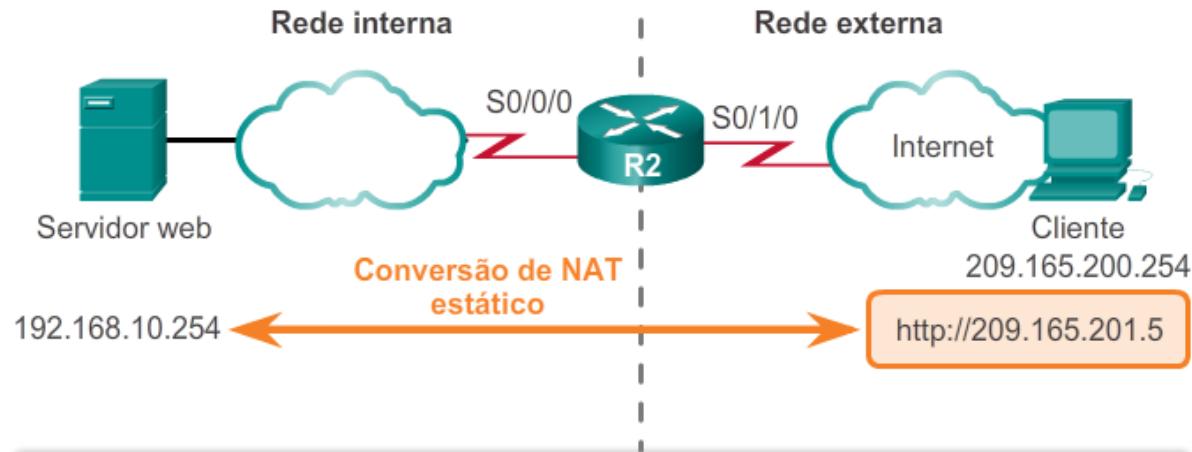 Rede interna
Rede externa
S0/0/0
S0/1/0
R2
Internet
Servidor web
Cliente
209.165.200.254
Conversão de NAT
estático
192.168.10.254
http://209.165.201.5